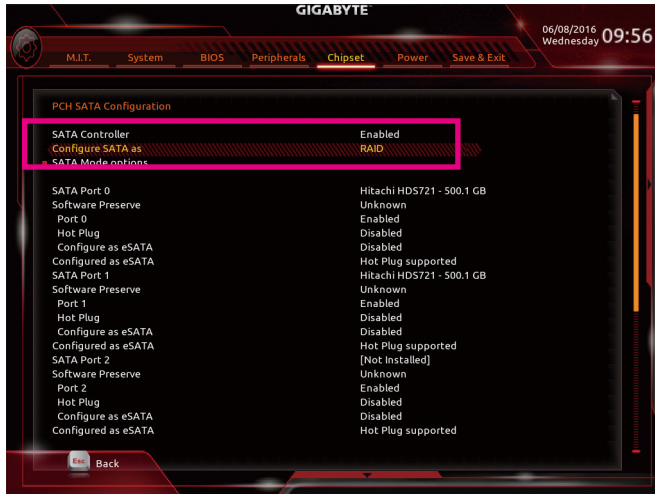 GIGABYTE
06/08/2016
Wednesday 09:56
M.I.T. System BIOS Peripherals Chipset Power Save & Exit
PCH SATA Configuration
SATA Controller Enabled
Configure SATA as RAID
SATA Mode options
SATA Port 0 Hitachi HDS721 - 500.1 GB
Software Preserve Unknown
Port 0 Enabled
Hot Plug Disabled
Configure as eSATA Disabled
Configured as eSATA Hot Plug supported
SATA Port 1 Hitachi HDS721 - 500.1 GB
Software Preserve Unknown
Port 1 Enabled
Hot Plug Disabled
Configure as eSATA Disabled
Configured as eSATA Hot Plug supported
SATA Port 2 [Not Installed]
Software Preserve Unknown
Port 2 Enabled
Hot Plug Disabled
Configure as eSATA Disabled
Configured as eSATA Hot Plug supported
Esc Back